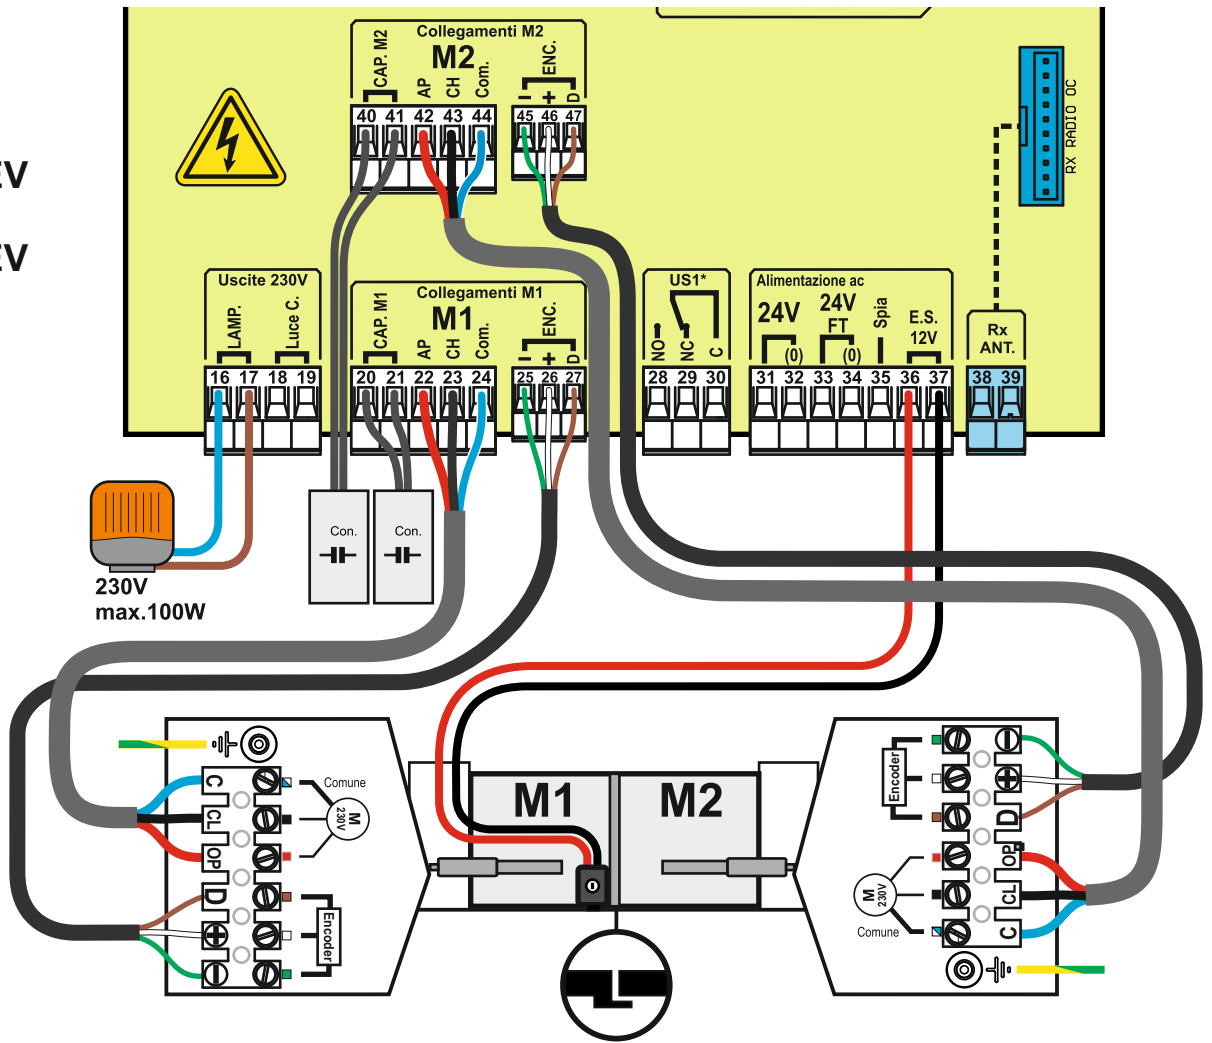 EV
EV
Collegamenti M2
M2
CAP. M2
AP
CH
Com.
ENC.
− + D
40 41 42 43 44
45 46 47
RX RADIO OC
Uscite 230V
LAMP.
Luce C.
16 17 18 19
Collegamenti M1
M1
CAP. M1
AP
CH
Com.
ENC.
− + D
20 21 22 23 24
25 26 27
US1*
NO
NC
C
28 29 30
Alimentazione ac
24V
(0)
24V
FT
(0)
Spia
E.S.
12V
31 32 33 34 35 36 37
Rx
ANT.
38 39
Con.
Con.
230V
max.100W
C
CL
OP
D
+
−
Comune
M
230V
Encoder
M1
M2
Encoder
−
+
D
OP
CL
C
M
230V
Comune